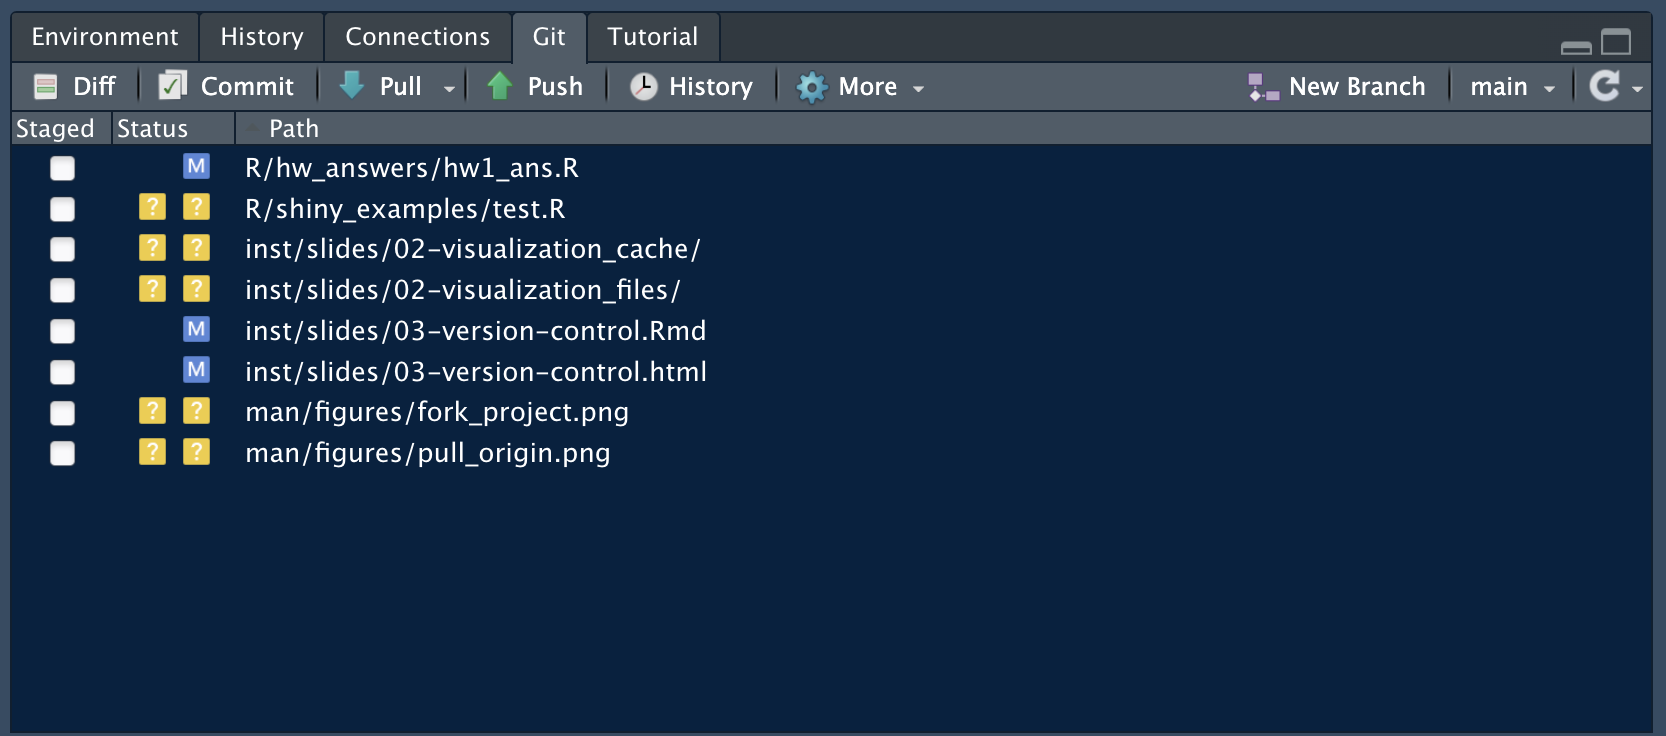 Environment History Connections Git Tutorial
Diff Commit Pull Push History More New Branch main
Staged Status Path
M R/hw_answers/hw1_ans.R
? ? R/shiny_examples/test.R
? ? inst/slides/02-visualization_cache/
? ? inst/slides/02-visualization_files/
M inst/slides/03-version-control.Rmd
M inst/slides/03-version-control.html
? ? man/figures/fork_project.png
? ? man/figures/pull_origin.png